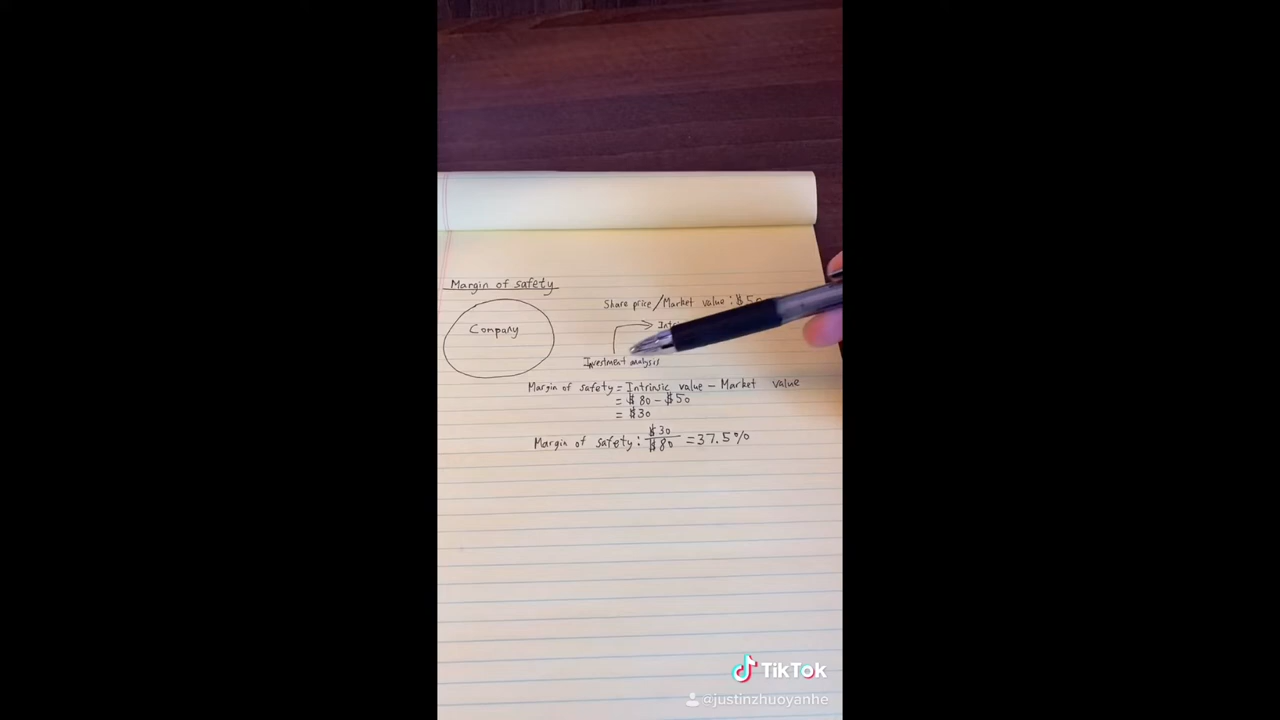 Margin of safety
Company
Share price/Market value: $50
Investment analysis
Margin of safety = Intrinsic value - Market value
= $80 - $50
= $30
Margin of safety: $30/$80 = 37.5%
TikTok
@justinzhuoyanhe